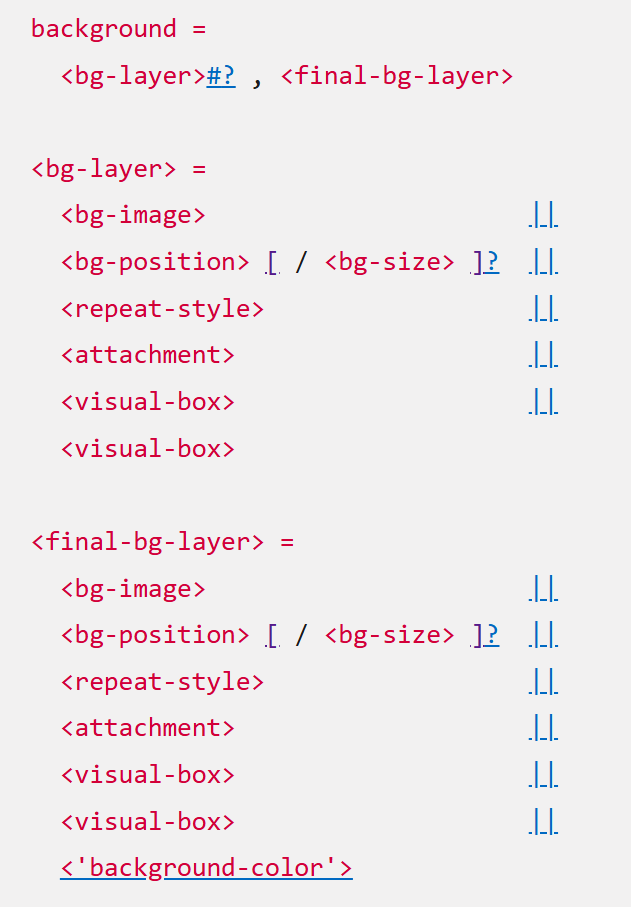 background =
<bg-layer>#? , <final-bg-layer>
<bg-layer> =
<bg-image> ||
<bg-position> [ / <bg-size> ]? ||
<repeat-style> ||
<attachment> ||
<visual-box> ||
<visual-box>
<final-bg-layer> =
<bg-image> ||
<bg-position> [ / <bg-size> ]? ||
<repeat-style> ||
<attachment> ||
<visual-box> ||
<visual-box> ||
<'background-color'>